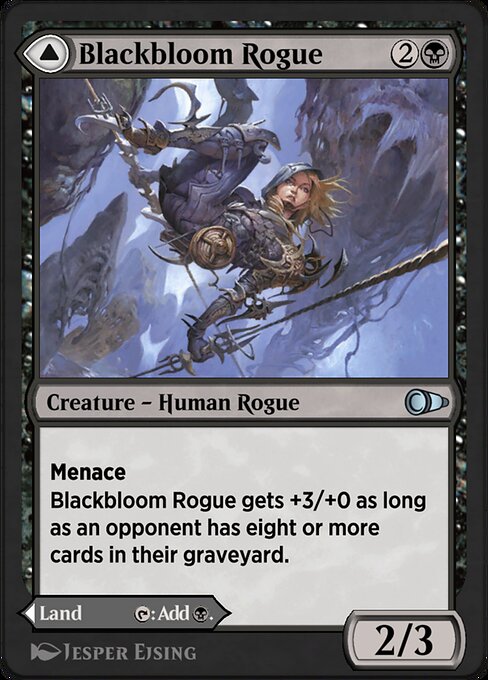 Blackbloom Rogue 2
Creature – Human Rogue
Menace
Blackbloom Rogue gets +3/+0 as long
as an opponent has eight or more
cards in their graveyard.
Land : Add .
2/3
Jesper Ejsing